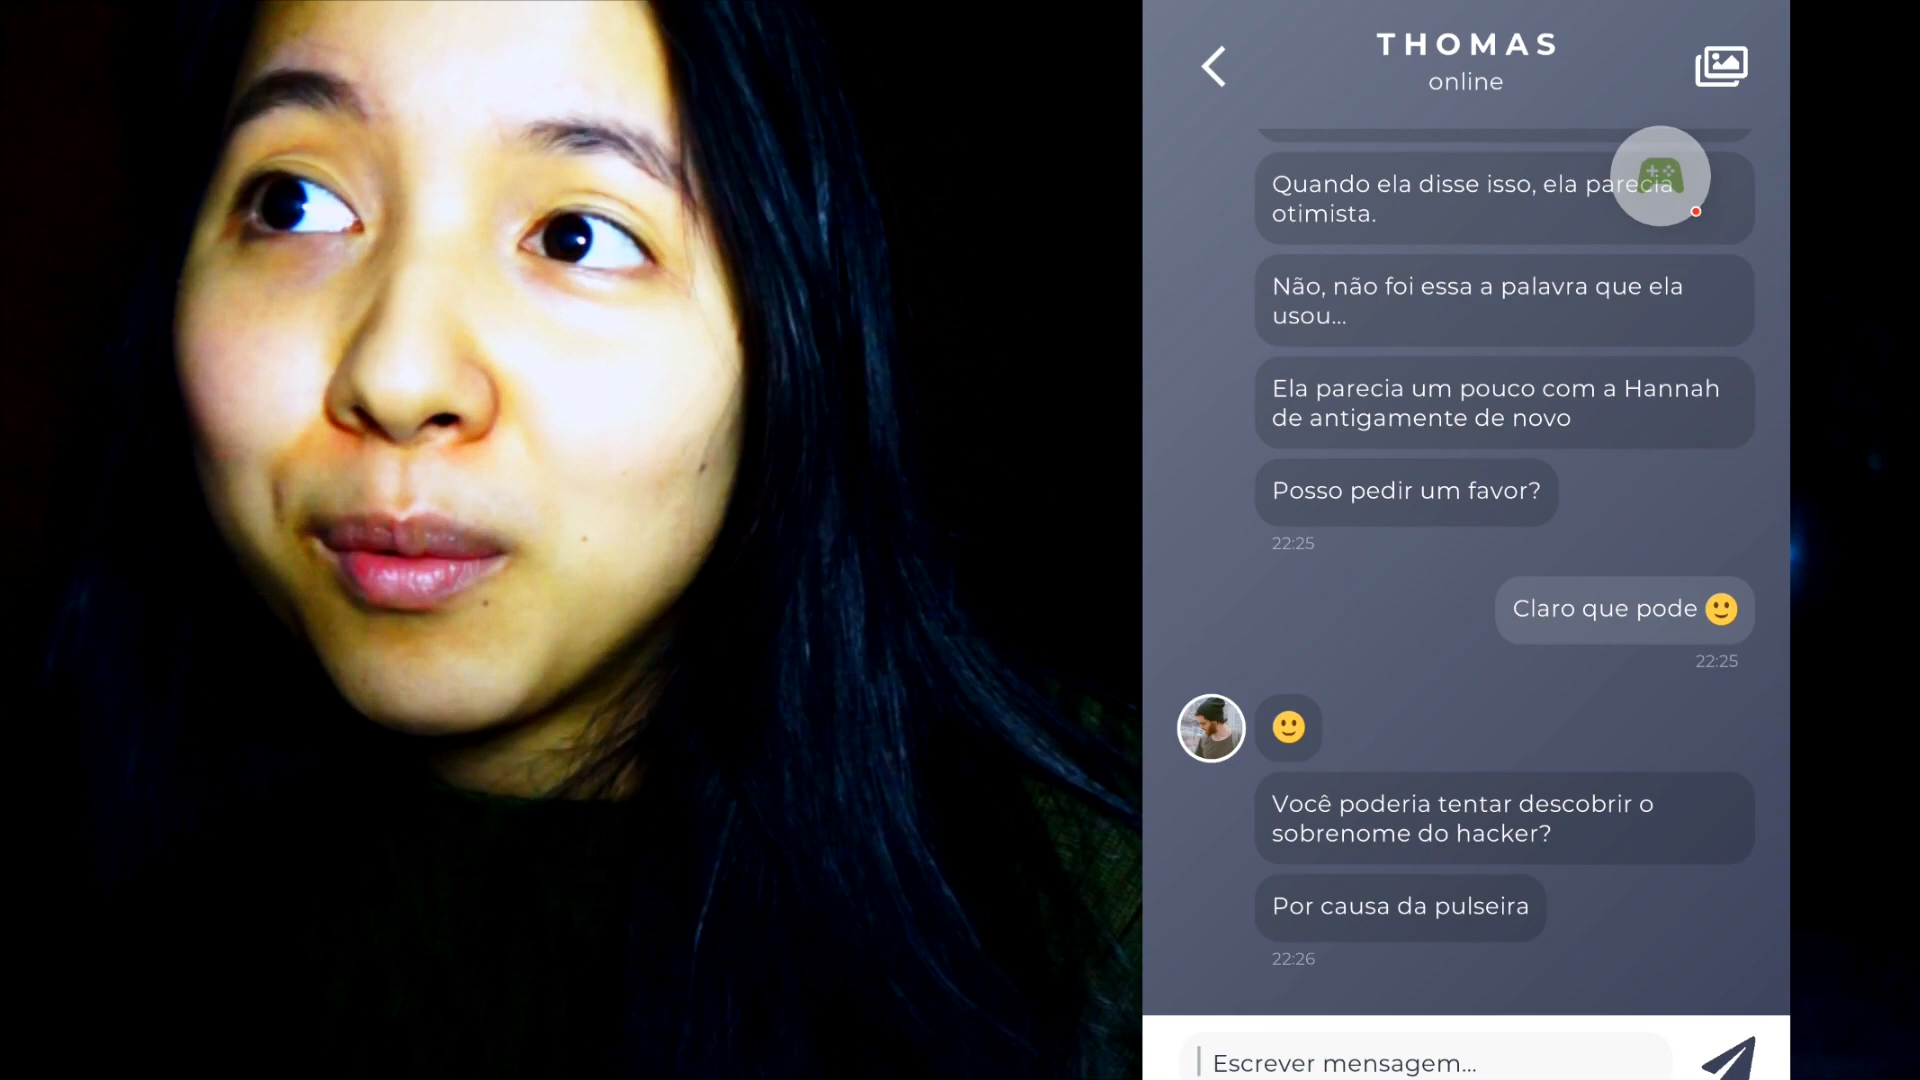 THOMAS
online
Quando ela disse isso, ela parecia
otimista.
Não, não foi essa a palavra que ela
usou...
Ela parecia um pouco com a Hannah
de antigamente de novo
Posso pedir um favor?
22:25
Claro que pode
22:25
Você poderia tentar descobrir o
sobrenome do hacker?
Por causa da pulseira
22:26
Escrever mensagem...